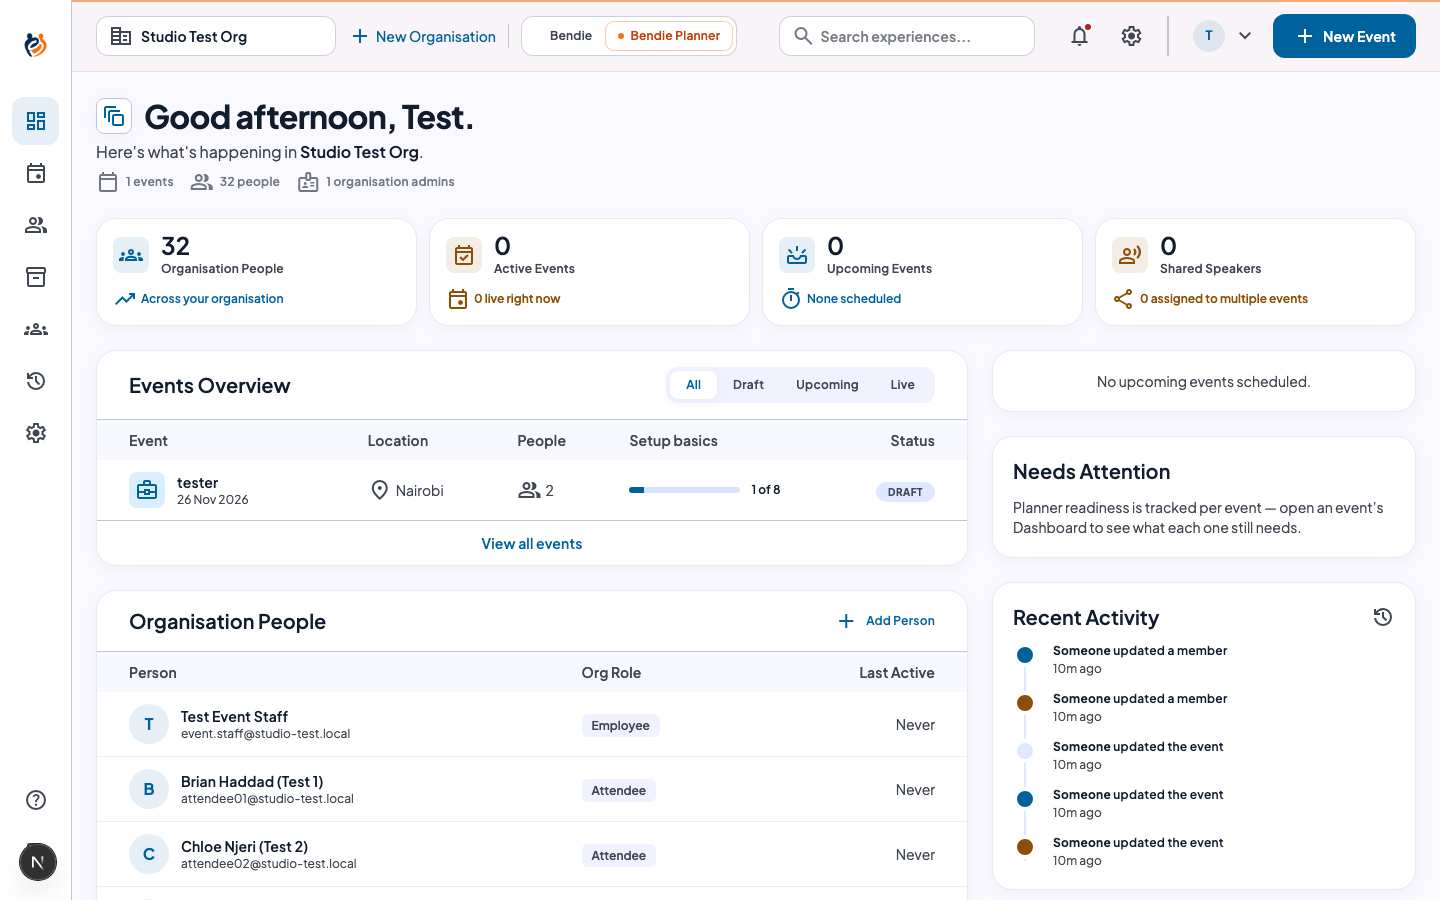 Studio Test Org
New Organisation
Bendie
Bendie Planner
Search experiences...
T
New Event
Good afternoon, Test.
Here's what's happening in Studio Test Org.
1 events
32 people
1 organisation admins
32
Organisation People
Across your organisation
0
Active Events
0 live right now
0
Upcoming Events
None scheduled
0
Shared Speakers
0 assigned to multiple events
Events Overview
All
Draft
Upcoming
Live
Event
Location
People
Setup basics
Status
tester
26 Nov 2026
Nairobi
2
1 of 8
DRAFT
View all events
No upcoming events scheduled.
Needs Attention
Planner readiness is tracked per event — open an event's
Dashboard to see what each one still needs.
Organisation People
Add Person
Person
Org Role
Last Active
T
Test Event Staff
event.staff@studio-test.local
Employee
Never
B
Brian Haddad (Test 1)
attendee01@studio-test.local
Attendee
Never
C
Chloe Njeri (Test 2)
attendee02@studio-test.local
Attendee
Never
Recent Activity
Someone updated a member
10m ago
Someone updated a member
10m ago
Someone updated the event
10m ago
Someone updated the event
10m ago
Someone updated the event
10m ago
N